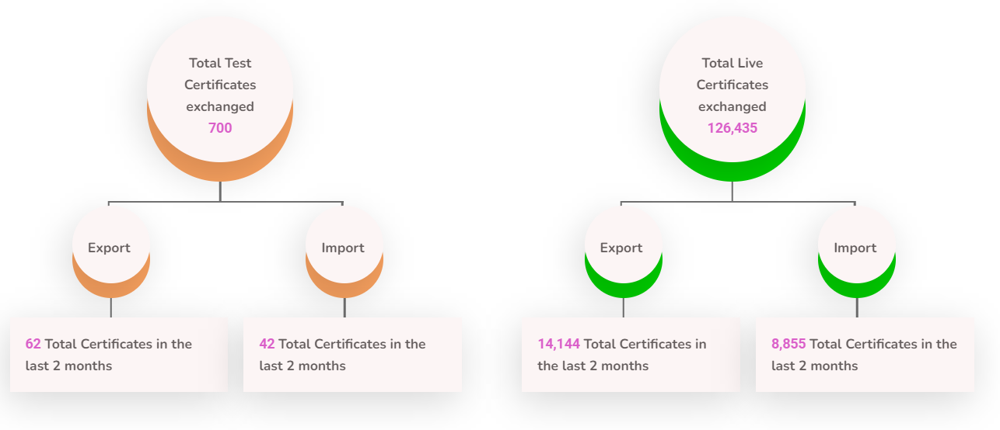 Total Test
Certificates
exchanged
700
Export
Import
62 Total Certificates in the
last 2 months
42 Total Certificates in the
last 2 months
Total Live
Certificates
exchanged
126,435
Export
Import
14,144 Total Certificates in
the last 2 months
8,855 Total Certificates in the
last 2 months